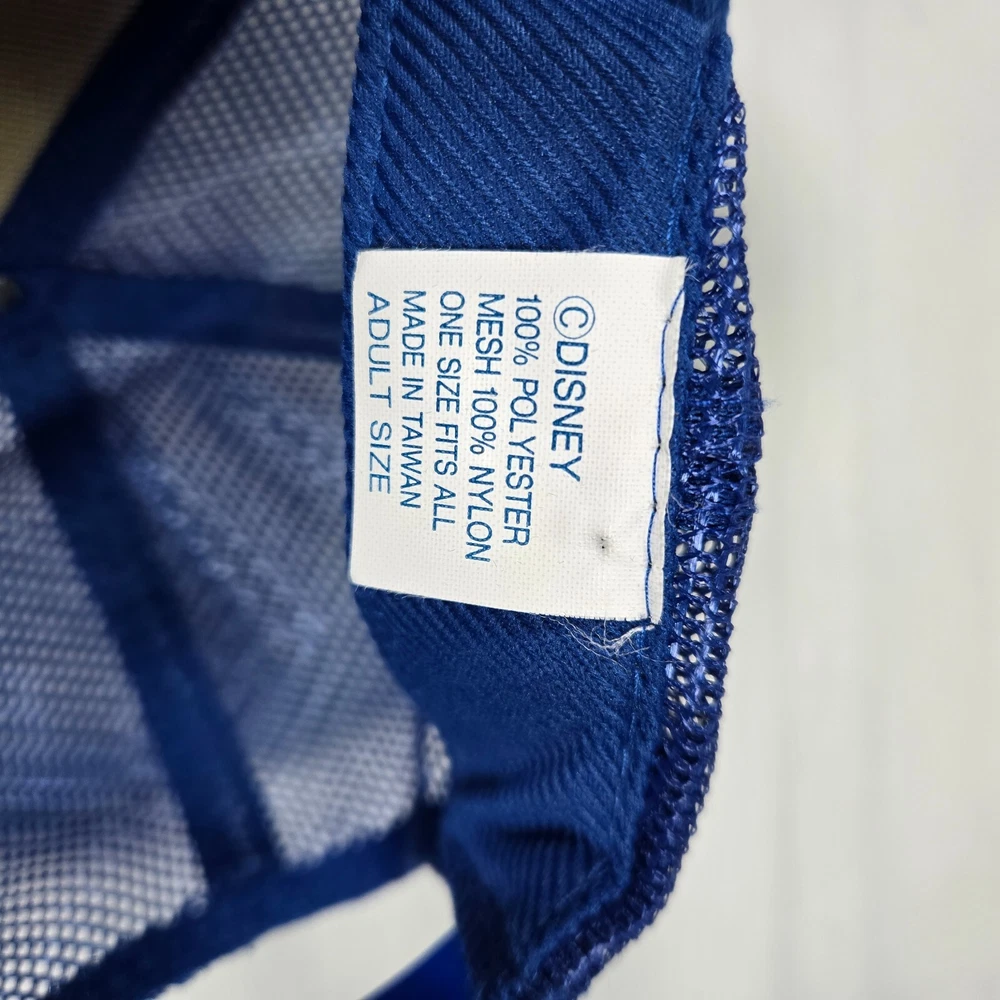 ©DISNEY
100% POLYESTER
MESH 100% NYLON
ONE SIZE FITS ALL
MADE IN TAIWAN
ADULT SIZE